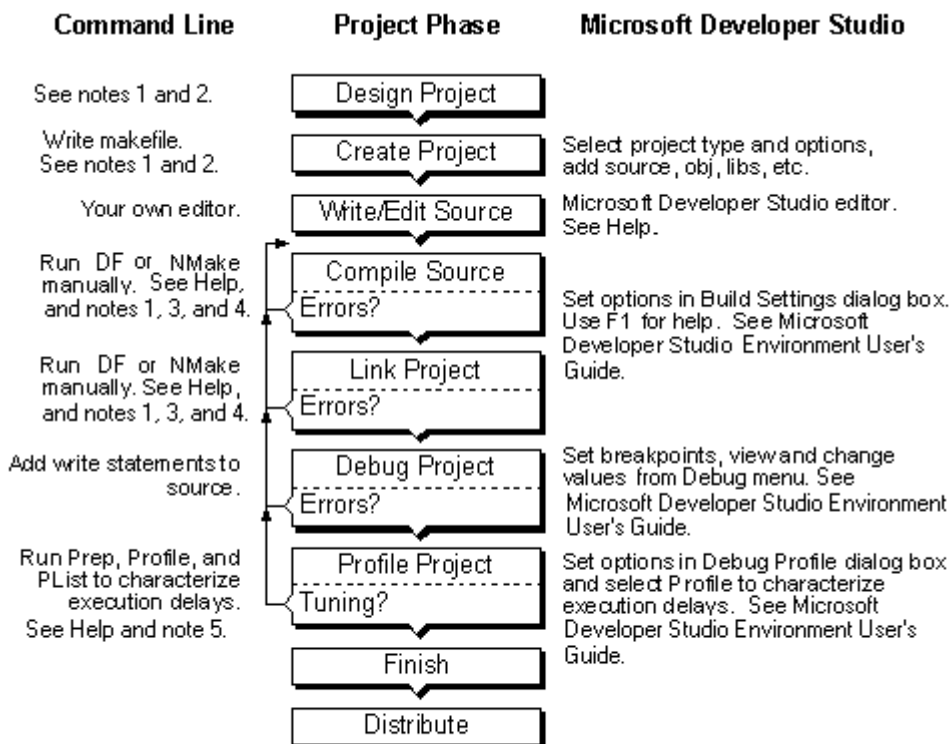 Command Line
Project Phase
Microsoft Developer Studio
See notes 1 and 2.
Design Project
Write makefile.
See notes 1 and 2.
Create Project
Select project type and options,
add source, obj, libs, etc.
Your own editor.
Write/Edit Source
Microsoft Developer Studio editor.
See Help.
Run DF or NMake
manually. See Help,
and notes 1, 3, and 4.
Compile Source
Errors?
Set options in Build Settings dialog box.
Use F1 for help. See Microsoft
Developer Studio Environment User's
Guide.
Run DF or NMake
manually. See Help,
and notes 1, 3, and 4.
Link Project
Errors?
Add write statements to
source.
Debug Project
Errors?
Set breakpoints, view and change
values from Debug menu. See
Microsoft Developer Studio Environment
User's Guide.
Run Prep, Profile, and
PList to characterize
execution delays.
See Help and note 5.
Profile Project
Tuning?
Set options in Debug Profile dialog box
and select Profile to characterize
execution delays. See Microsoft
Developer Studio Environment User's
Guide.
Finish
Distribute